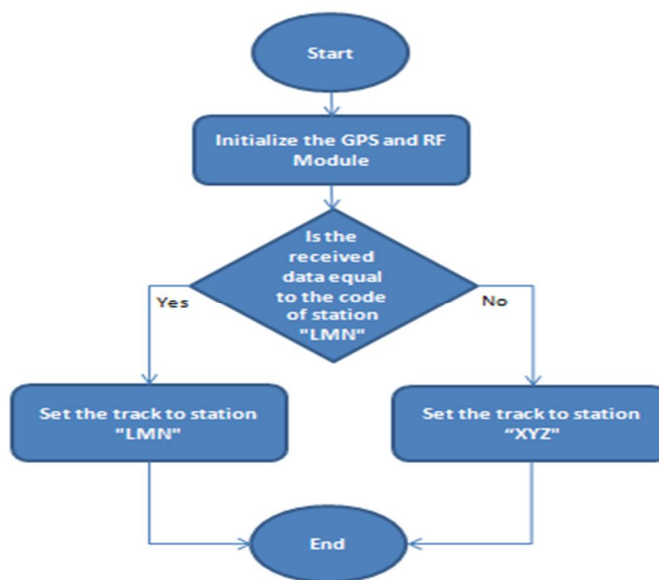 Start
Initialize the GPS and RF
Module
Is the
received
data equal
to the code
of station
"LMN"
Yes
No
Set the track to station
"LMN"
Set the track to station
“XYZ"
End